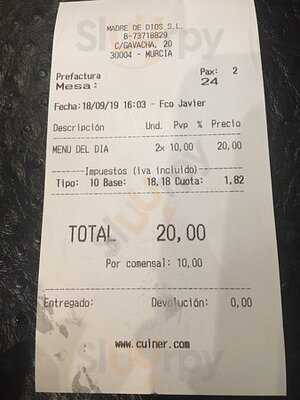 MADRE DE DIOS S.L.
B-73718829
C/GAVACHA, 20
30004 - MURCIA
Prefactura Pax: 2
Mesa: 24
Fecha:18/09/19 16:03 - Fco Javier
Descripción Und. Pvp % Precio
MENU DEL DIA 2x 10,00 20,00
Impuestos (iva incluido)
Tipo: 10 Base: 18,18 Cuota: 1,82
TOTAL 20,00
Por comensal: 10,00
Entregado: Devolución: 0,00
www.cuiner.com